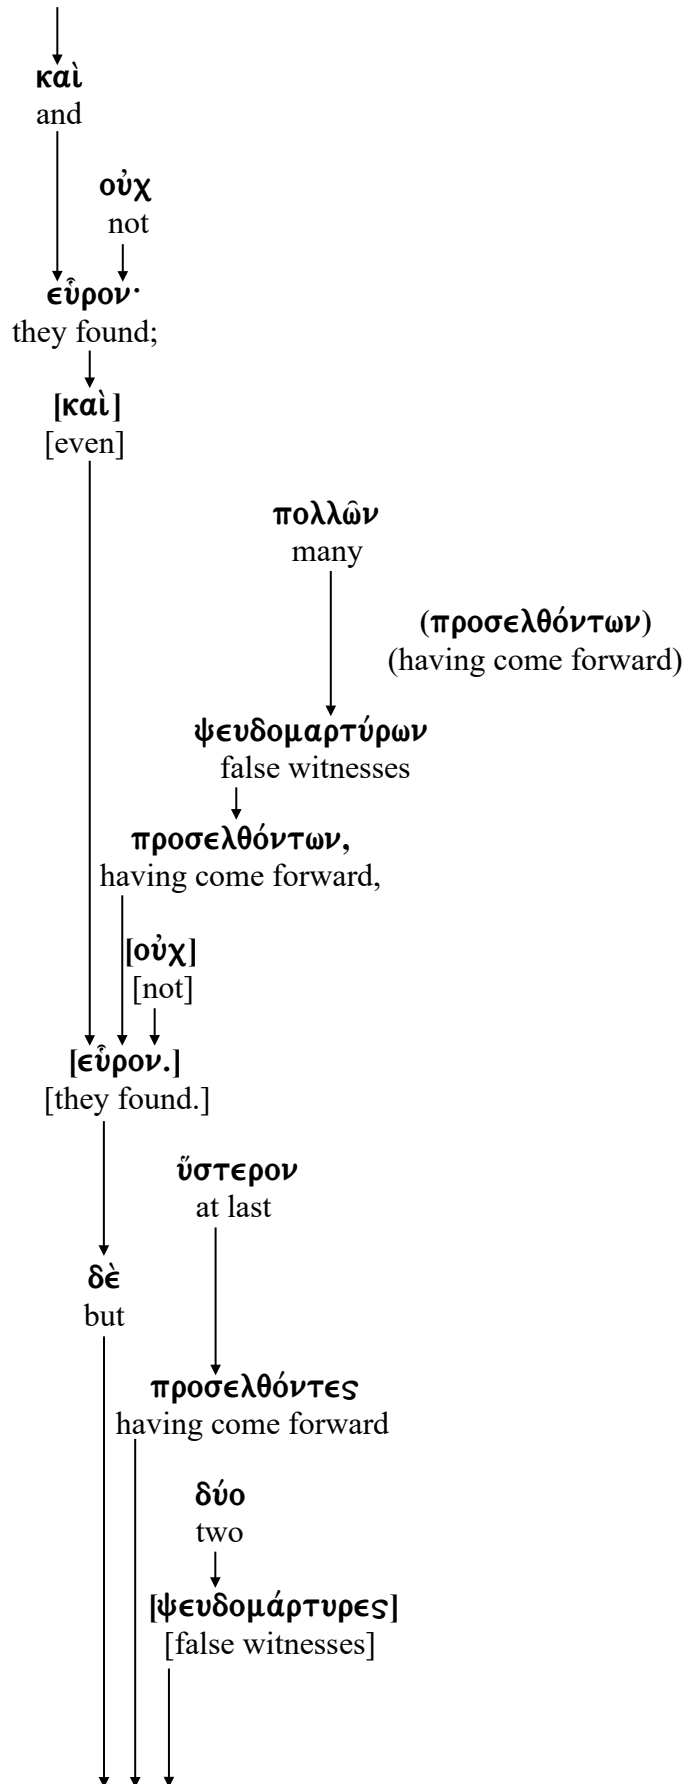 καὶ
and
οὐχ
not
εὗρον·
they found;
[καὶ]
[even]
πολλῶν
many
(προσελθόντων)
(having come forward)
ψευδομαρτύρων
false witnesses
προσελθόντων,
having come forward,
[οὐχ]
[not]
[εὗρον.]
[they found.]
ὕστερον
at last
δὲ
but
προσελθόντες
having come forward
δύο
two
[ψευδομάρτυρες]
[false witnesses]